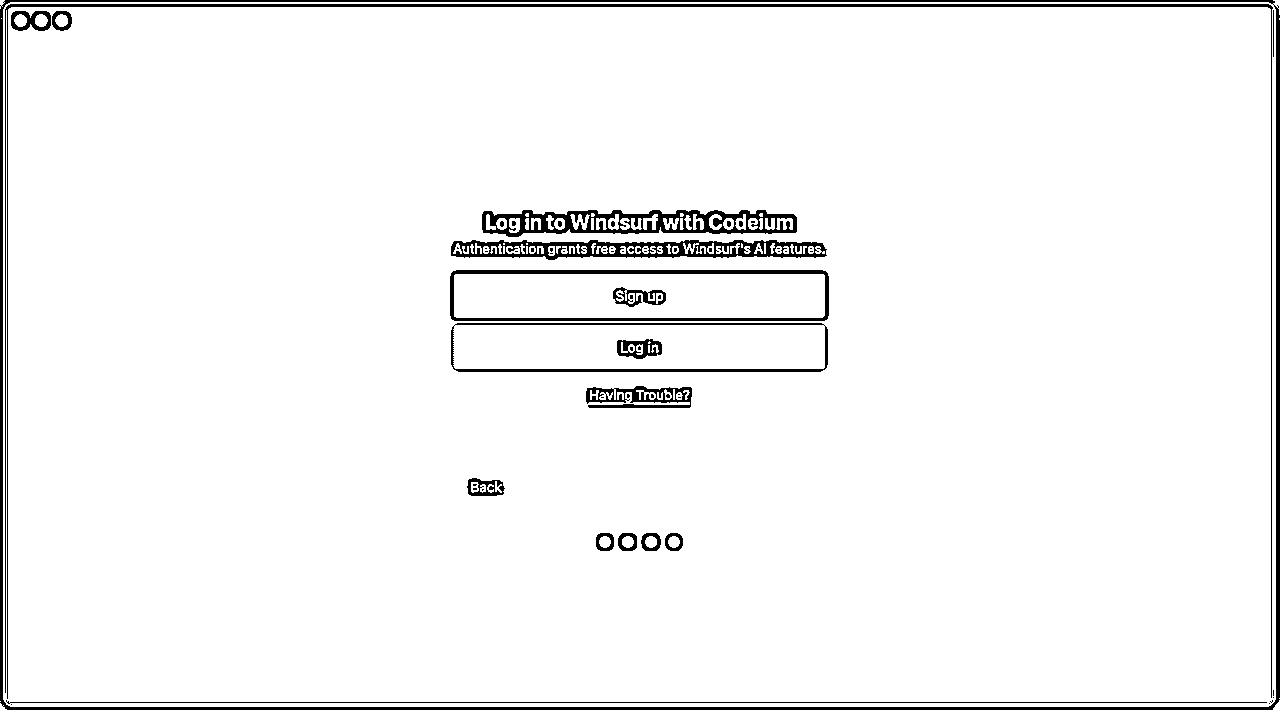 Log in to Windsurf with Codeium
Authentication grants free access to Windsurf's AI features.
Sign up
Log in
Having Trouble?
Back